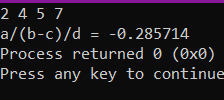 2 4 5 7
a/(b-c)/d = -0.285714
Process returned 0 (0x0)
Press any key to continue